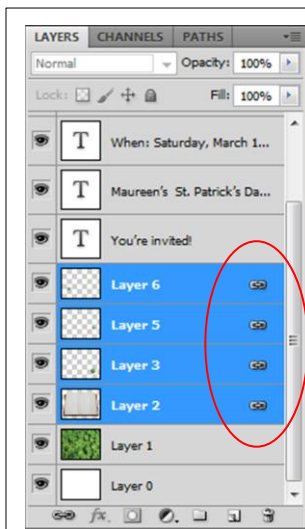 LAYERS CHANNELS PATHS
Normal Opacity: 100%
Lock: Fill: 100%
T When: Saturday, March 1...
T Maureen's St. Patrick's Da...
T You're invited!
Layer 6
Layer 5
Layer 3
Layer 2
Layer 1
Layer 0
fx.